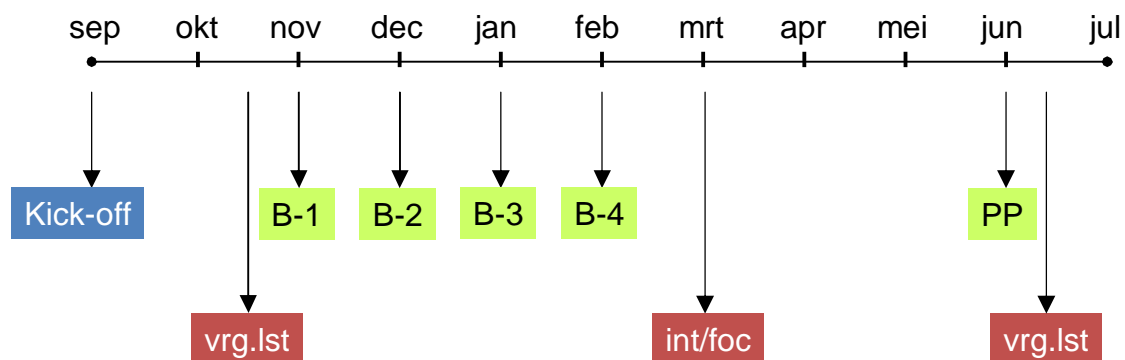 sep okt nov dec jan feb mrt apr mei jun jul
Kick-off B-1 B-2 B-3 B-4 PP
vrg.lst int/foc vrg.lst